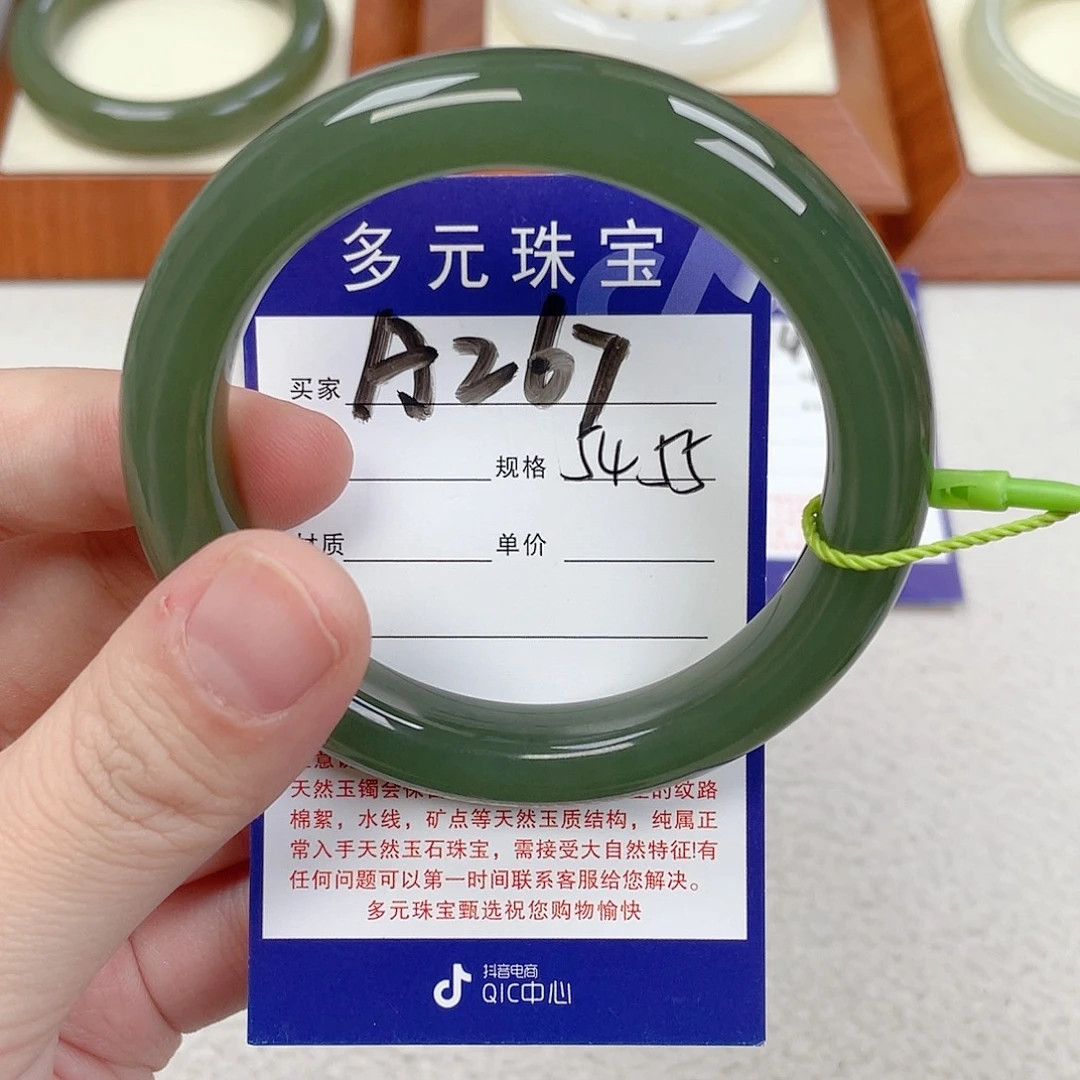 多元珠宝
买家 A267
规格 5455
材质 单价
天然玉镯会保
的纹路
棉絮，水线，矿点等天然玉质结构，纯属正
常入手天然玉石珠宝，需接受大自然特征!有
任何问题可以第一时间联系客服给您解决。
多元珠宝甄选祝您购物愉快
抖音电商
QIC中心